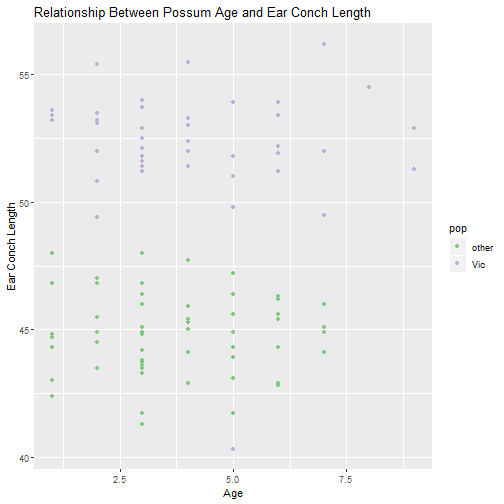 Relationship Between Possum Age and Ear Conch Length
55
50
45
40
Ear Conch Length
2.5 5.0 7.5
Age
pop
other
Vic